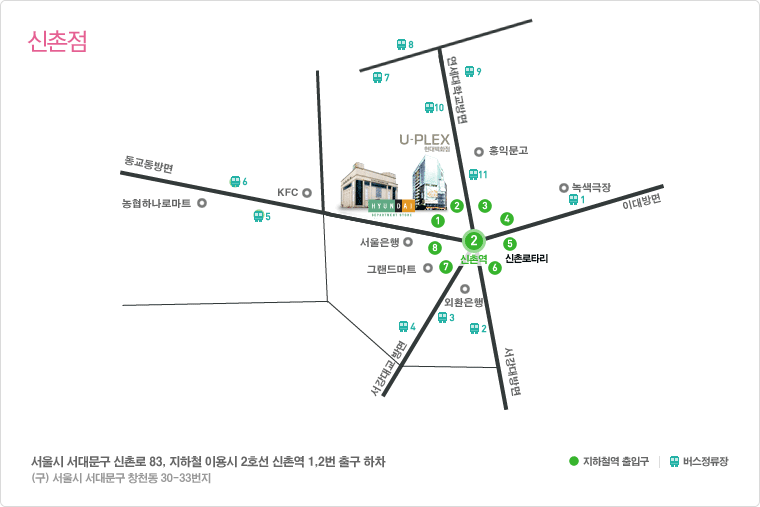 신촌점
8
7
9
연세대학교방면
10
U-PLEX
현대백화점
홍익문고
동교동방면
6
11
녹색극장
KFC
1
농협하나로마트
HYUNDAI
DEPARTMENT STORE
2
3
이대방면
5
1
4
서울은행
2
5
8
신촌역
신촌로타리
그랜드마트
7
6
외환은행
3
4
2
서강대교방면
서강대방면
서울시 서대문구 신촌로 83, 지하철 이용시 2호선 신촌역 1,2번 출구 하차
지하철역 출입구
버스정류장
(구) 서울시 서대문구 창천동 30-33번지